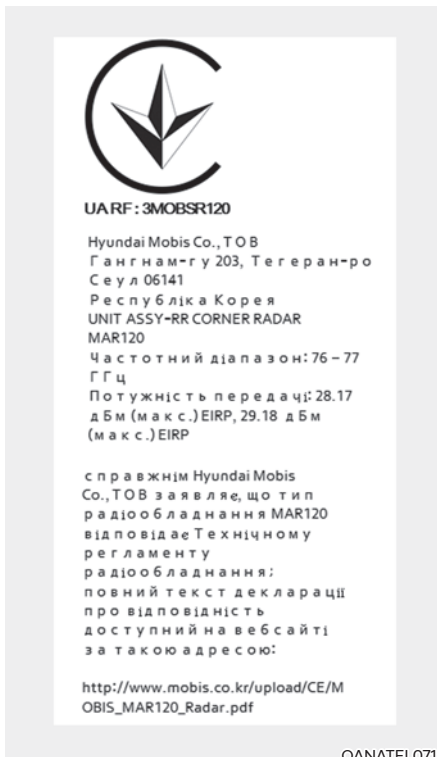 UARF: 3MOBSR120
Hyundai Mobis Co., ТОВ
Гангнам-гу 203, Тегеран-ро
Сеул 06141
Республіка Корея
UNIT ASSY-RR CORNER RADAR
MAR120
Частотний діапазон: 76 – 77
ГГц
Потужність передачі: 28.17
дБм (макс.) EIRP, 29.18 дБм
(макс.) EIRP
справжнім Hyundai Mobis
Co., ТОВ заявляє, що тип
радіообладнання MAR120
відповідає Технічному
регламенту
радіообладнання;
повний текст декларації
про відповідність
доступний на вебсайті
за такою адресою:
http://www.mobis.co.kr/upload/CE/M
OBIS_MAR120_Radar.pdf
OANATEL071